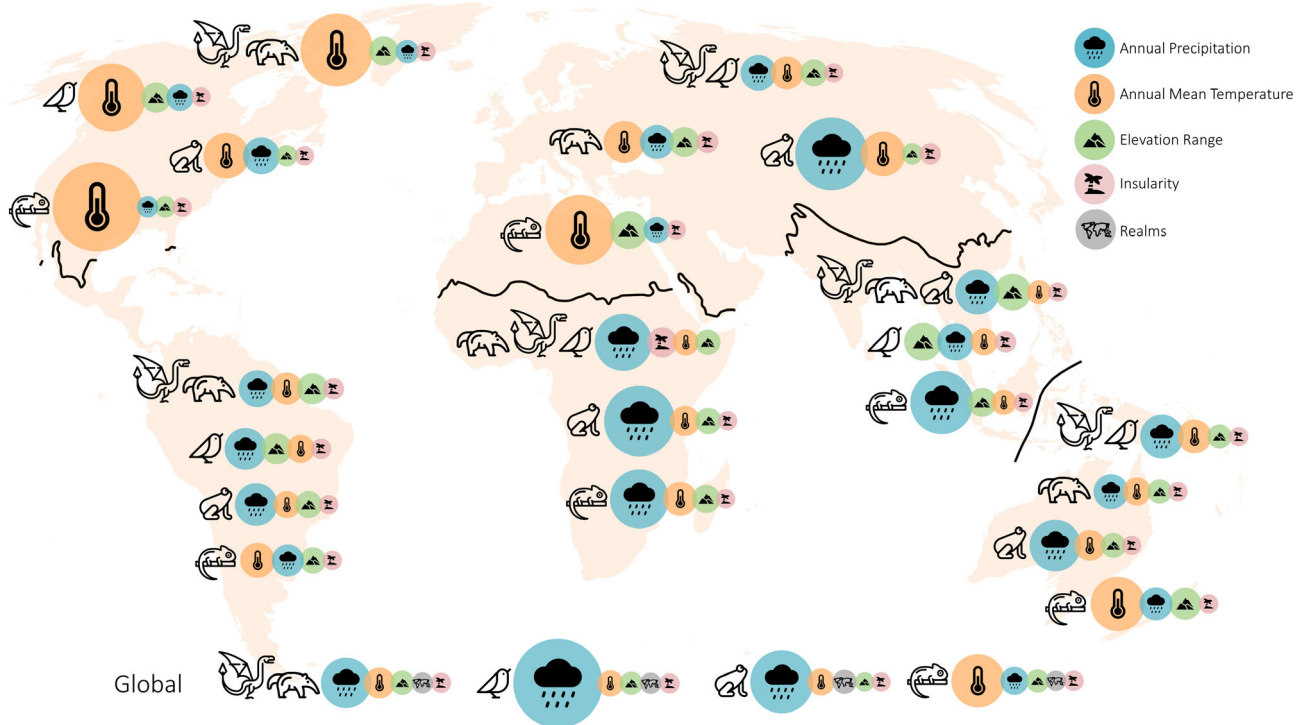 Annual Precipitation
Annual Mean Temperature
Elevation Range
Insularity
Realms
Global